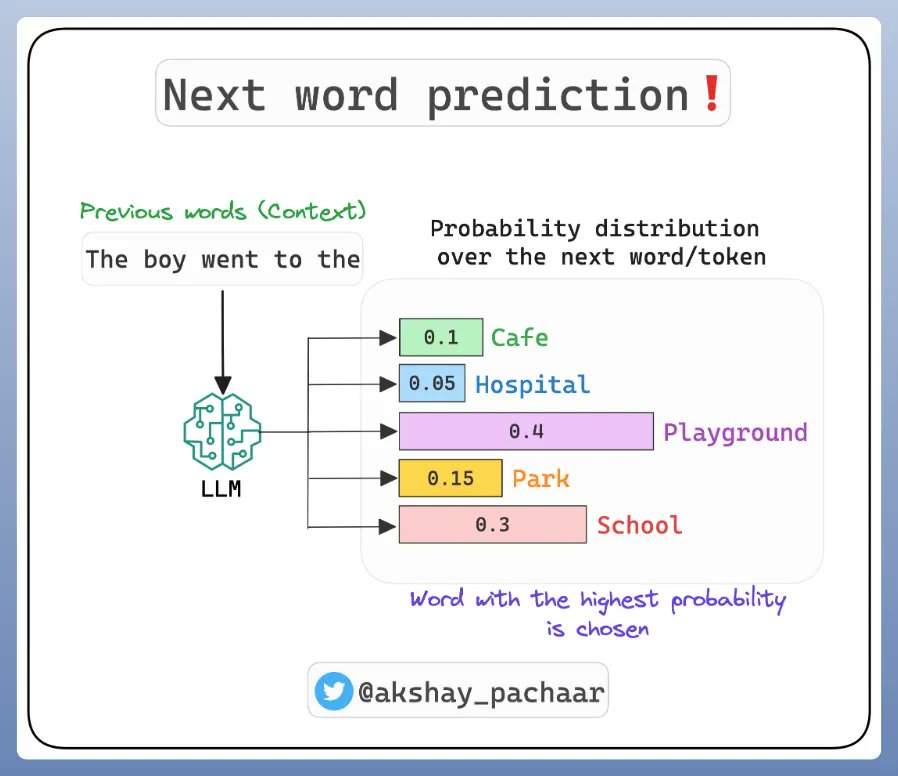 Next word prediction❗
Previous words (Context)
The boy went to the
Probability distribution
over the next word/token
0.1 Cafe
0.05 Hospital
0.4 Playground
0.15 Park
0.3 School
LLM
Word with the highest probability
is chosen
@akshay_pachaar